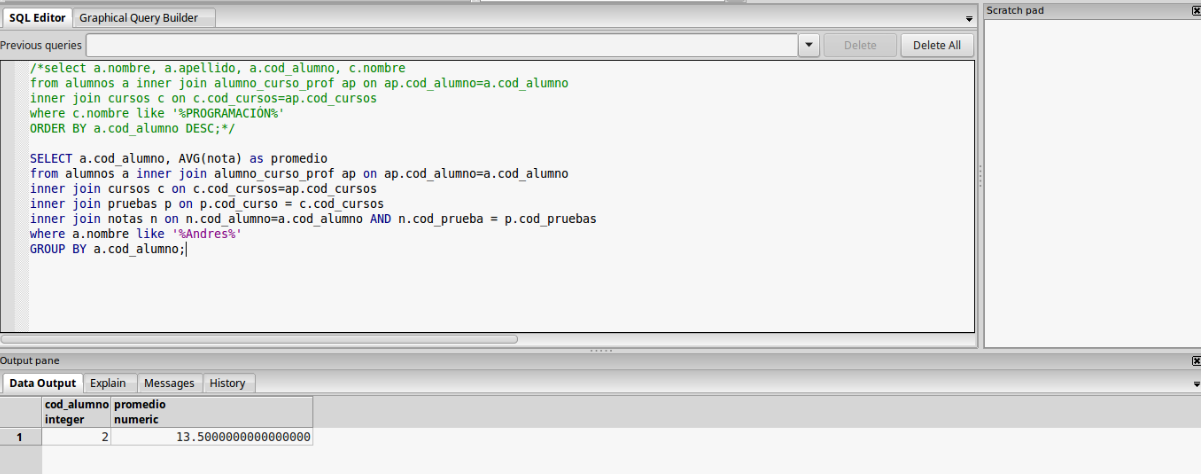 SQL Editor Graphical Query Builder
Scratch pad
Previous queries Delete Delete All
/*select a.nombre, a.apellido, a.cod_alumno, c.nombre
from alumnos a inner join alumno_curso_prof ap on ap.cod_alumno=a.cod_alumno
inner join cursos c on c.cod_cursos=ap.cod_cursos
where c.nombre like '%PROGRAMACIÓN%'
ORDER BY a.cod_alumno DESC;*/
SELECT a.cod_alumno, AVG(nota) as promedio
from alumnos a inner join alumno_curso_prof ap on ap.cod_alumno=a.cod_alumno
inner join cursos c on c.cod_cursos=ap.cod_cursos
inner join pruebas p on p.cod_curso = c.cod_cursos
inner join notas n on n.cod_alumno=a.cod_alumno AND n.cod_prueba = p.cod_pruebas
where a.nombre like '%Andres%'
GROUP BY a.cod_alumno;
Output pane
Data Output Explain Messages History
cod_alumno promedio
integer numeric
1 2 13.5000000000000000